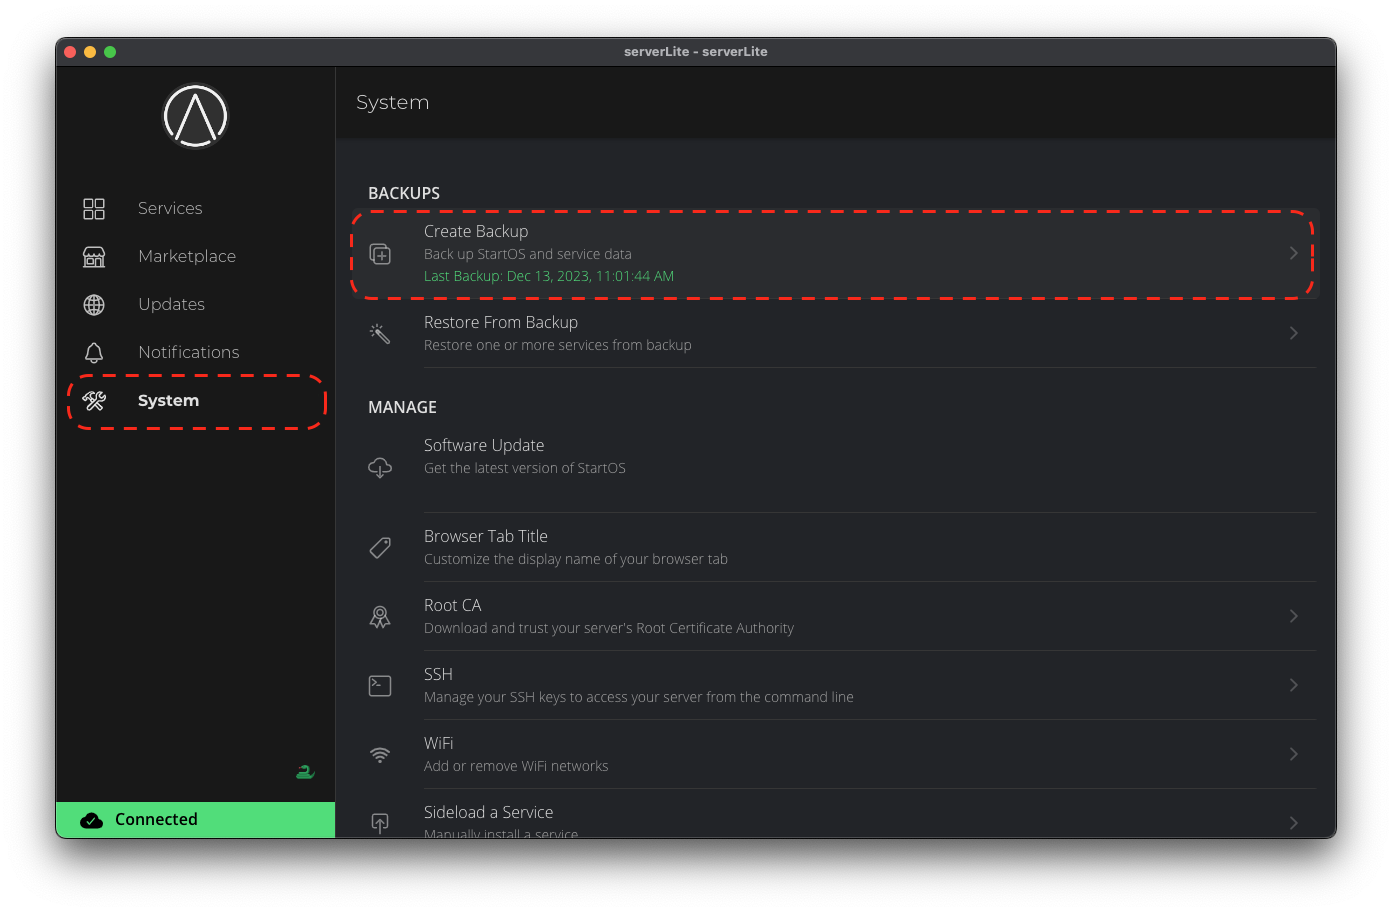 serverLite - serverLite
Services
Marketplace
Updates
Notifications
System
Connected
System
BACKUPS
Create Backup
Back up StartOS and service data
Last Backup: Dec 13, 2023, 11:01:44 AM
Restore From Backup
Restore one or more services from backup
MANAGE
Software Update
Get the latest version of StartOS
Browser Tab Title
Customize the display name of your browser tab
Root CA
Download and trust your server's Root Certificate Authority
SSH
Manage your SSH keys to access your server from the command line
WiFi
Add or remove WiFi networks
Sideload a Service
Manually install a service